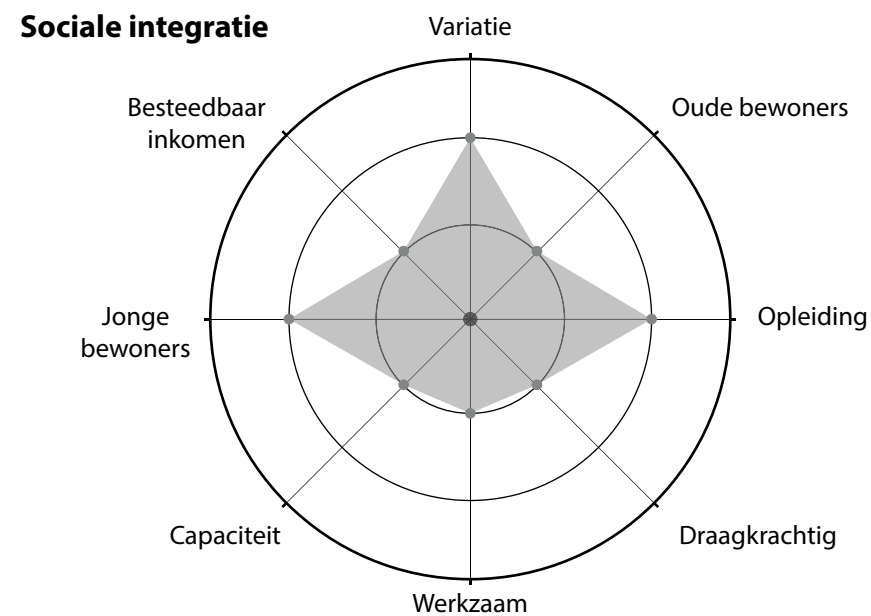 Sociale integratie
Variatie
Besteedbaar
inkomen
Oude bewoners
Jonge
bewoners
Opleiding
Capaciteit
Draagkrachtig
Werkzaam